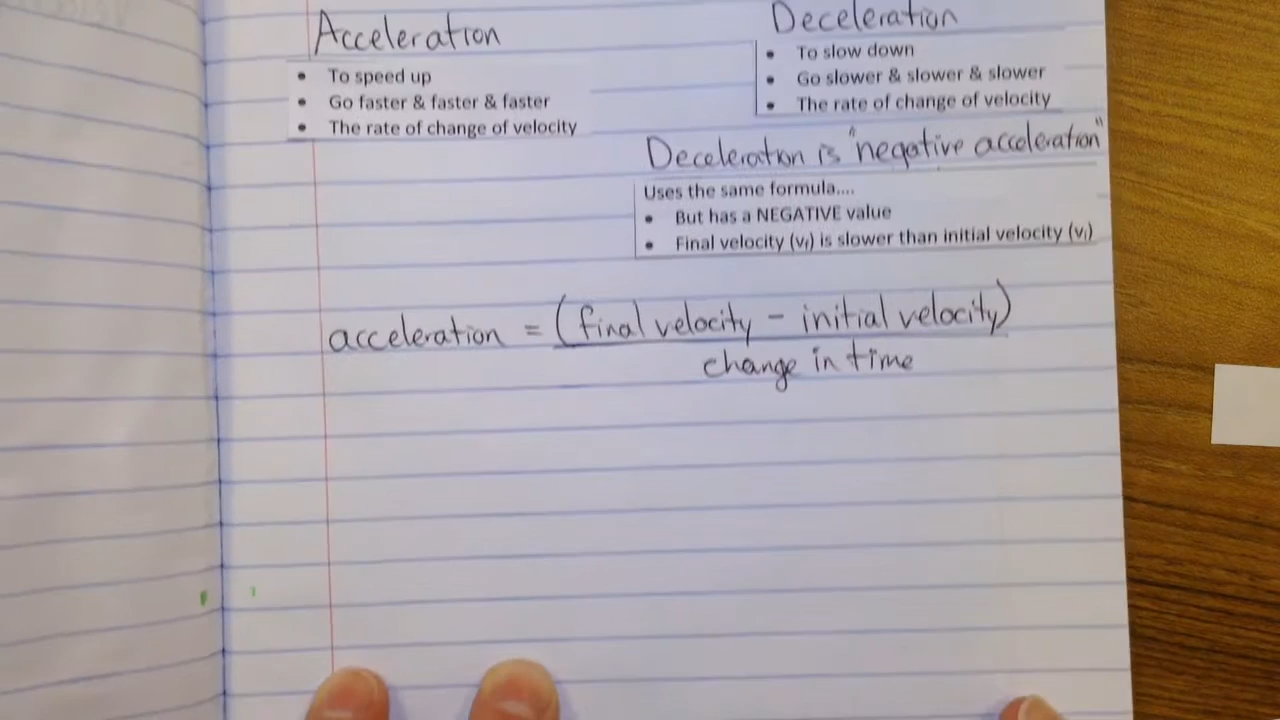 Acceleration
• To speed up
• Go faster & faster & faster
• The rate of change of velocity
Deceleration
• To slow down
• Go slower & slower & slower
• The rate of change of velocity
Deceleration is "negative acceleration"
Uses the same formula....
• But has a NEGATIVE value
• Final velocity (vf) is slower than initial velocity (vi)
acceleration = (final velocity - initial velocity)
change in time